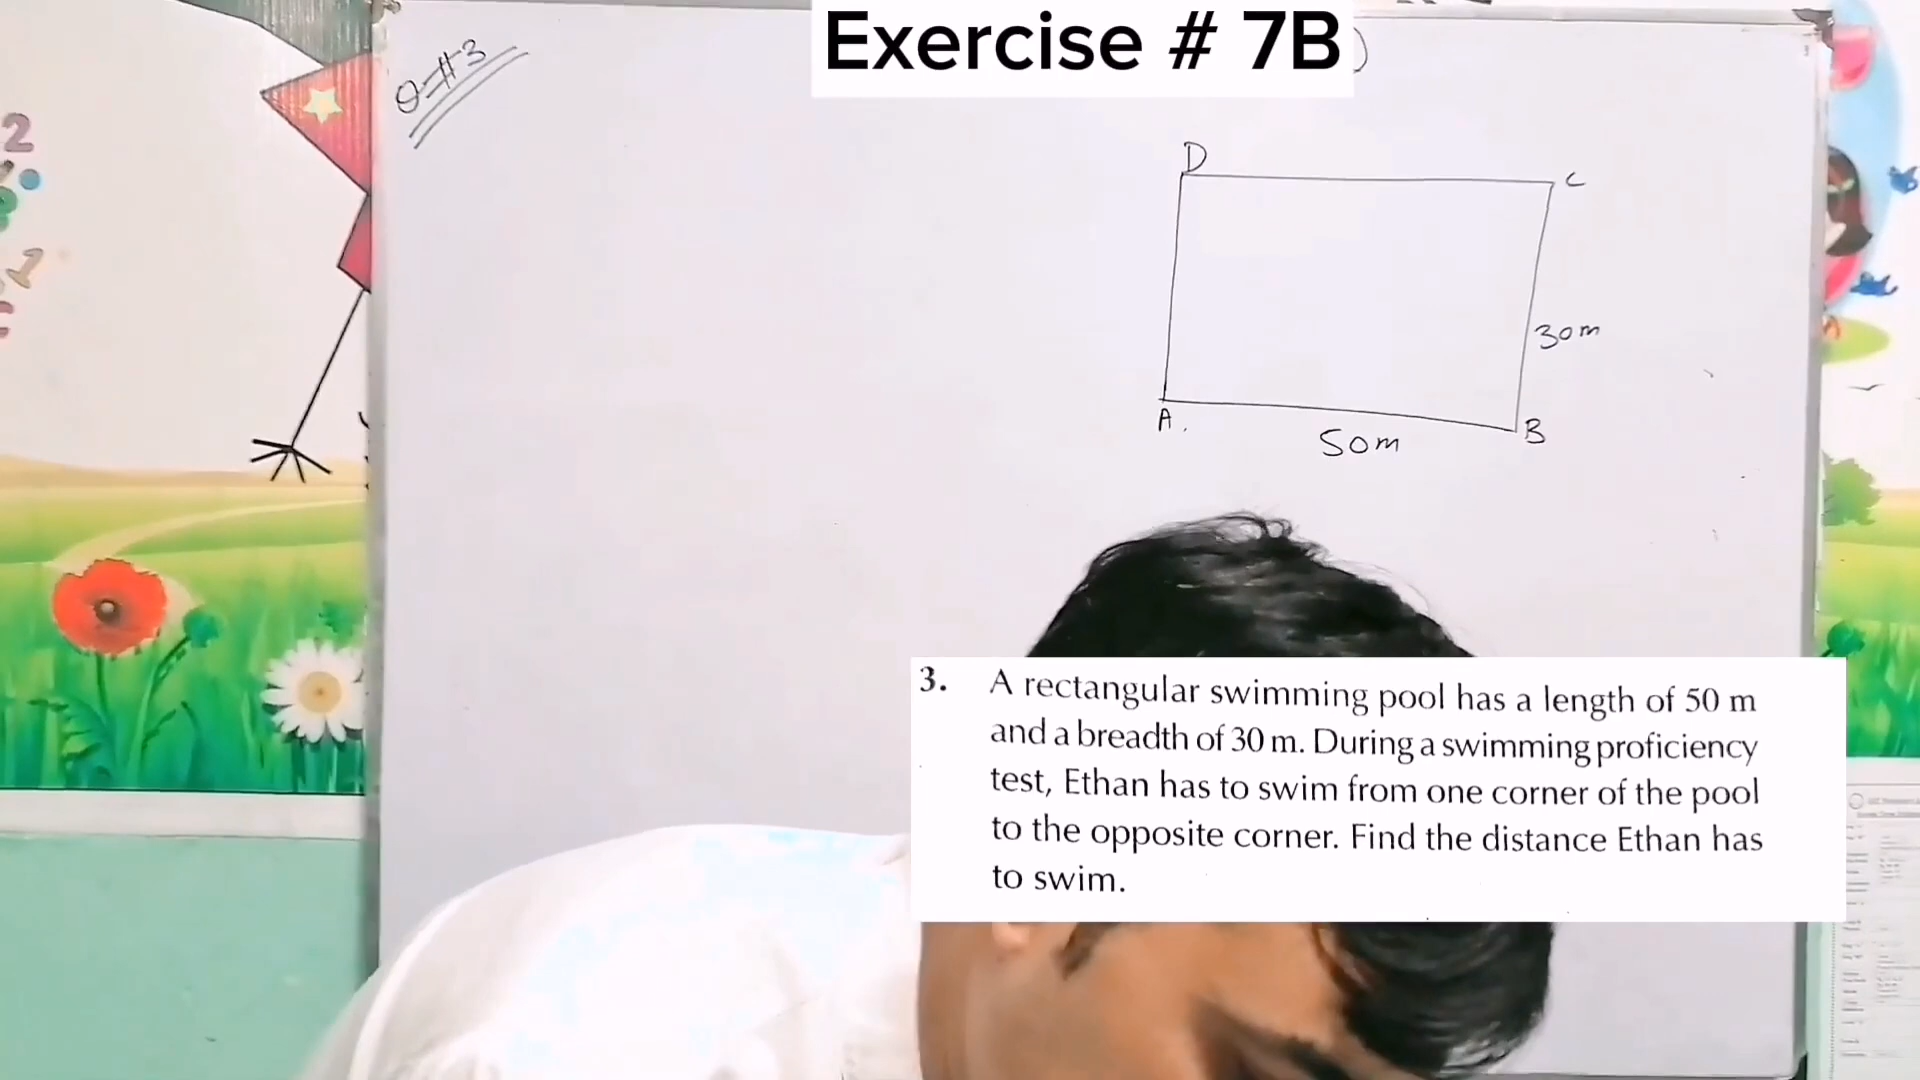 Exercise # 7B
Q#3
D
C
30m
A.
B
50m
3. A rectangular swimming pool has a length of 50 m
and a breadth of 30 m. During a swimming proficiency
test, Ethan has to swim from one corner of the pool
to the opposite corner. Find the distance Ethan has
to swim.
2
1